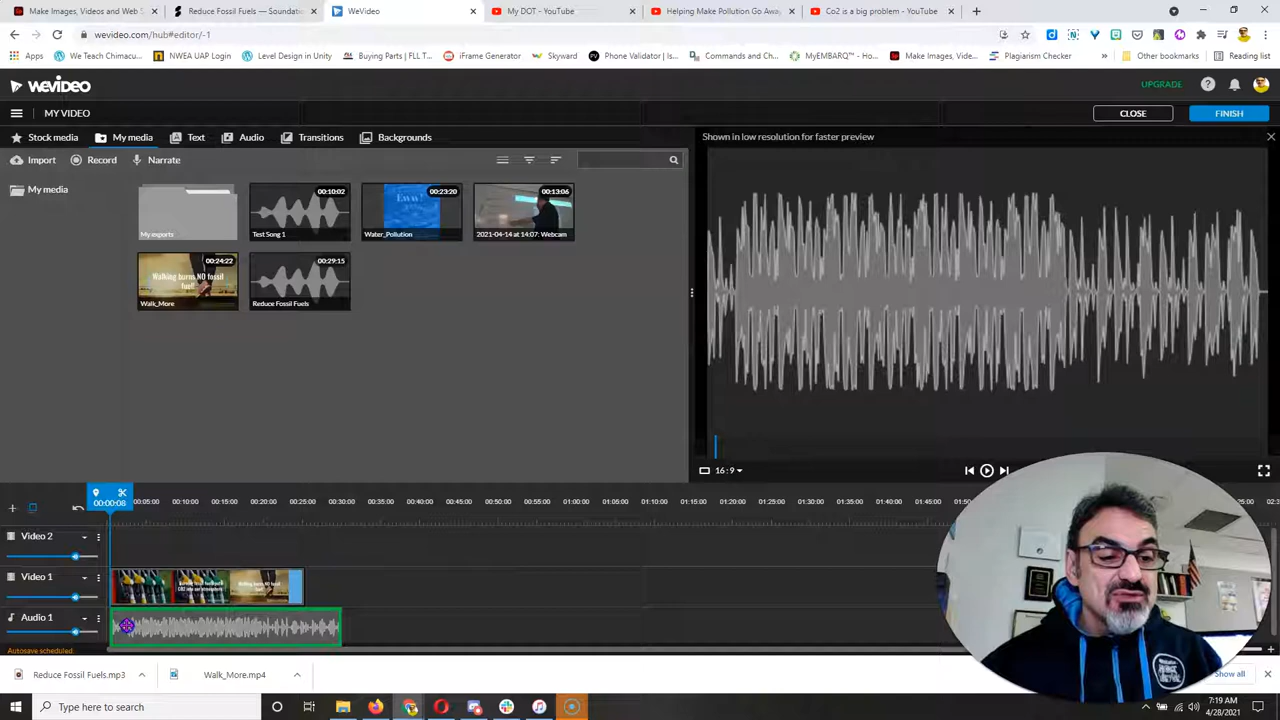 Make Images, Videos and Web S
Reduce Fossil Fuels — Soundati
WeVideo
My DOT - YouTube
Helping Make Pollution Go Away
Co2 is a big problem - YouTube
wevideo.com/hub#editor/-1
Apps
We Teach Chimacu...
NWEA UAP login
Level Design in Unity
Buying Parts | FLL T...
iFrame Generator
Skyward
Phone Validator | Is...
Commands and Ch...
MyEMBARQ™ - Ho...
Make Images, Vide...
Plagiarism Checker
Other bookmarks
Reading list
WEVIDEO
UPGRADE
MY VIDEO
CLOSE
FINISH
Stock media
My media
Text
Audio
Transitions
Backgrounds
Shown in low resolution for faster preview
Import
Record
Narrate
My media
00:10:02
00:23:20
00:13:06
My exports
Test Song 1
Eww!
Water_Pollution
2021-04-14 at 14:07: Webcam
00:24:22
00:29:15
Walking burns NO fossil fuel!
Walk_More
Reduce Fossil Fuels
16:9
00:00:08
00:05:00
00:10:00
00:15:00
00:20:00
00:25:00
00:30:00
00:35:00
00:40:00
00:45:00
00:50:00
00:55:00
01:00:00
01:05:00
01:10:00
01:15:00
01:20:00
01:25:00
01:30:00
01:35:00
01:40:00
01:45:00
Video 2
Video 1
Audio 1
Autosave scheduled.
Reduce Fossil Fuels.mp3
Walk_More.mp4
Show all
Type here to search
7:19 AM
4/28/2021